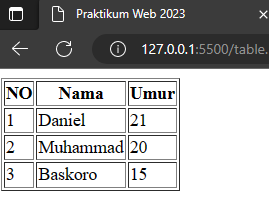 Praktikum Web 2023
127.0.0.1:5500/table.
NO Nama Umur
1 Daniel 21
2 Muhammad 20
3 Baskoro 15